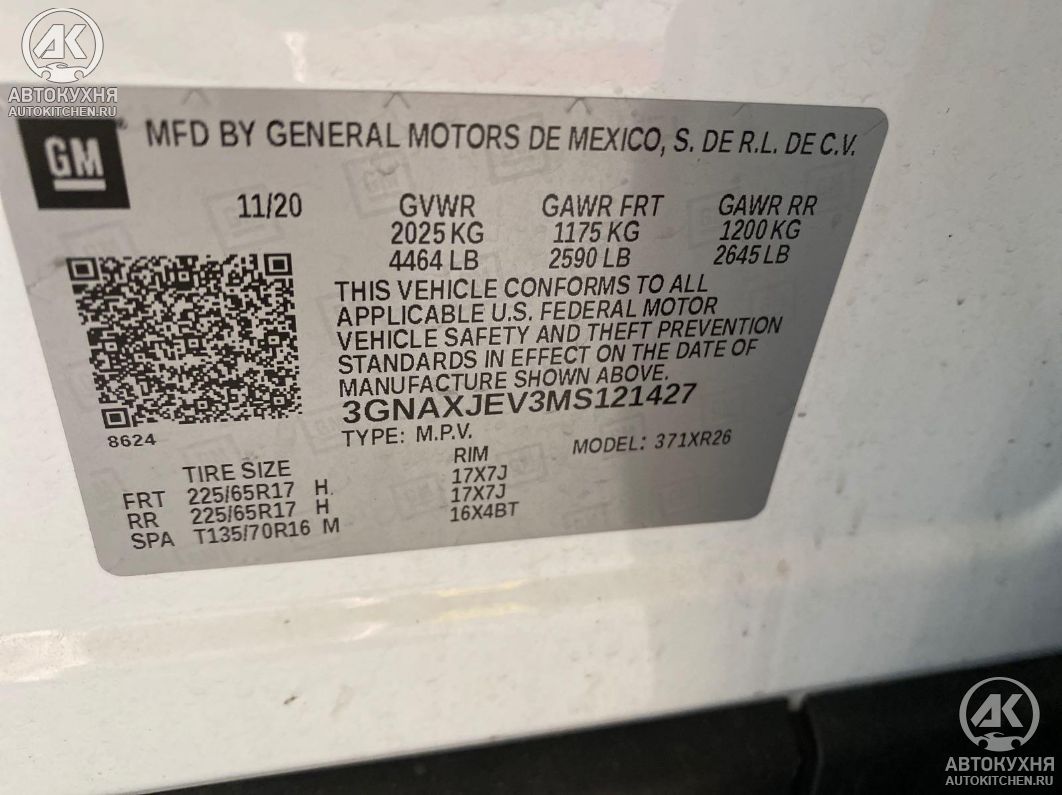 AK
АВТОКУХНЯ
AUTOKITCHEN.RU
GM
MFD BY GENERAL MOTORS DE MEXICO, S. DE R.L. DE C.V.
11/20 GVWR GAWR FRT GAWR RR
2025 KG 1175 KG 1200 KG
4464 LB 2590 LB 2645 LB
THIS VEHICLE CONFORMS TO ALL
APPLICABLE U.S. FEDERAL MOTOR
VEHICLE SAFETY AND THEFT PREVENTION
STANDARDS IN EFFECT ON THE DATE OF
MANUFACTURE SHOWN ABOVE.
3GNAXJEV3MS121427
8624
TYPE: M.P.V. MODEL: 371XR26
TIRE SIZE RIM
FRT 225/65R17 H. 17X7J
RR 225/65R17 H 17X7J
SPA T135/70R16 M 16X4BT
AK
АВТОКУХНЯ
AUTOKITCHEN.RU